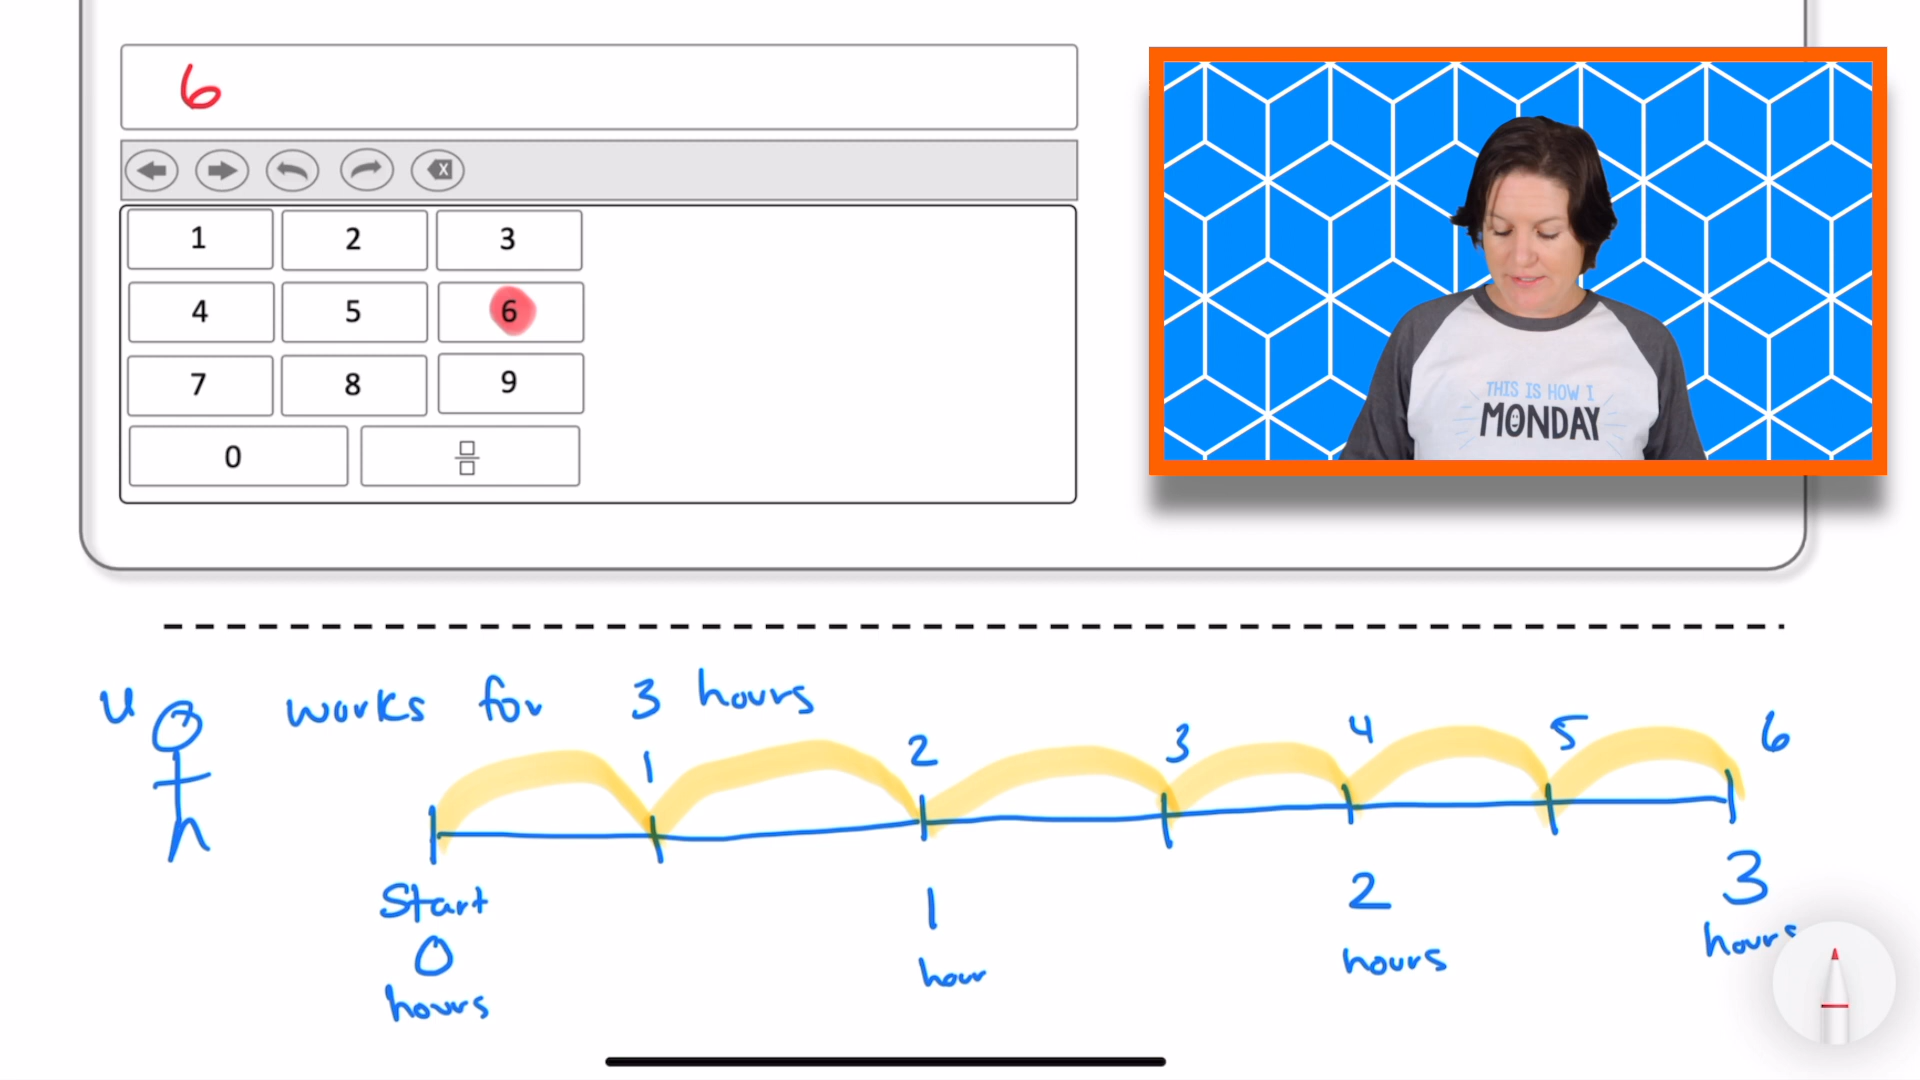 6
1 2 3
4 5 6
7 8 9
0
THIS IS HOW I
MONDAY
works for 3 hours
1 2 3 4 5 6
Start 1 2 3
0 hour hours hours
hours